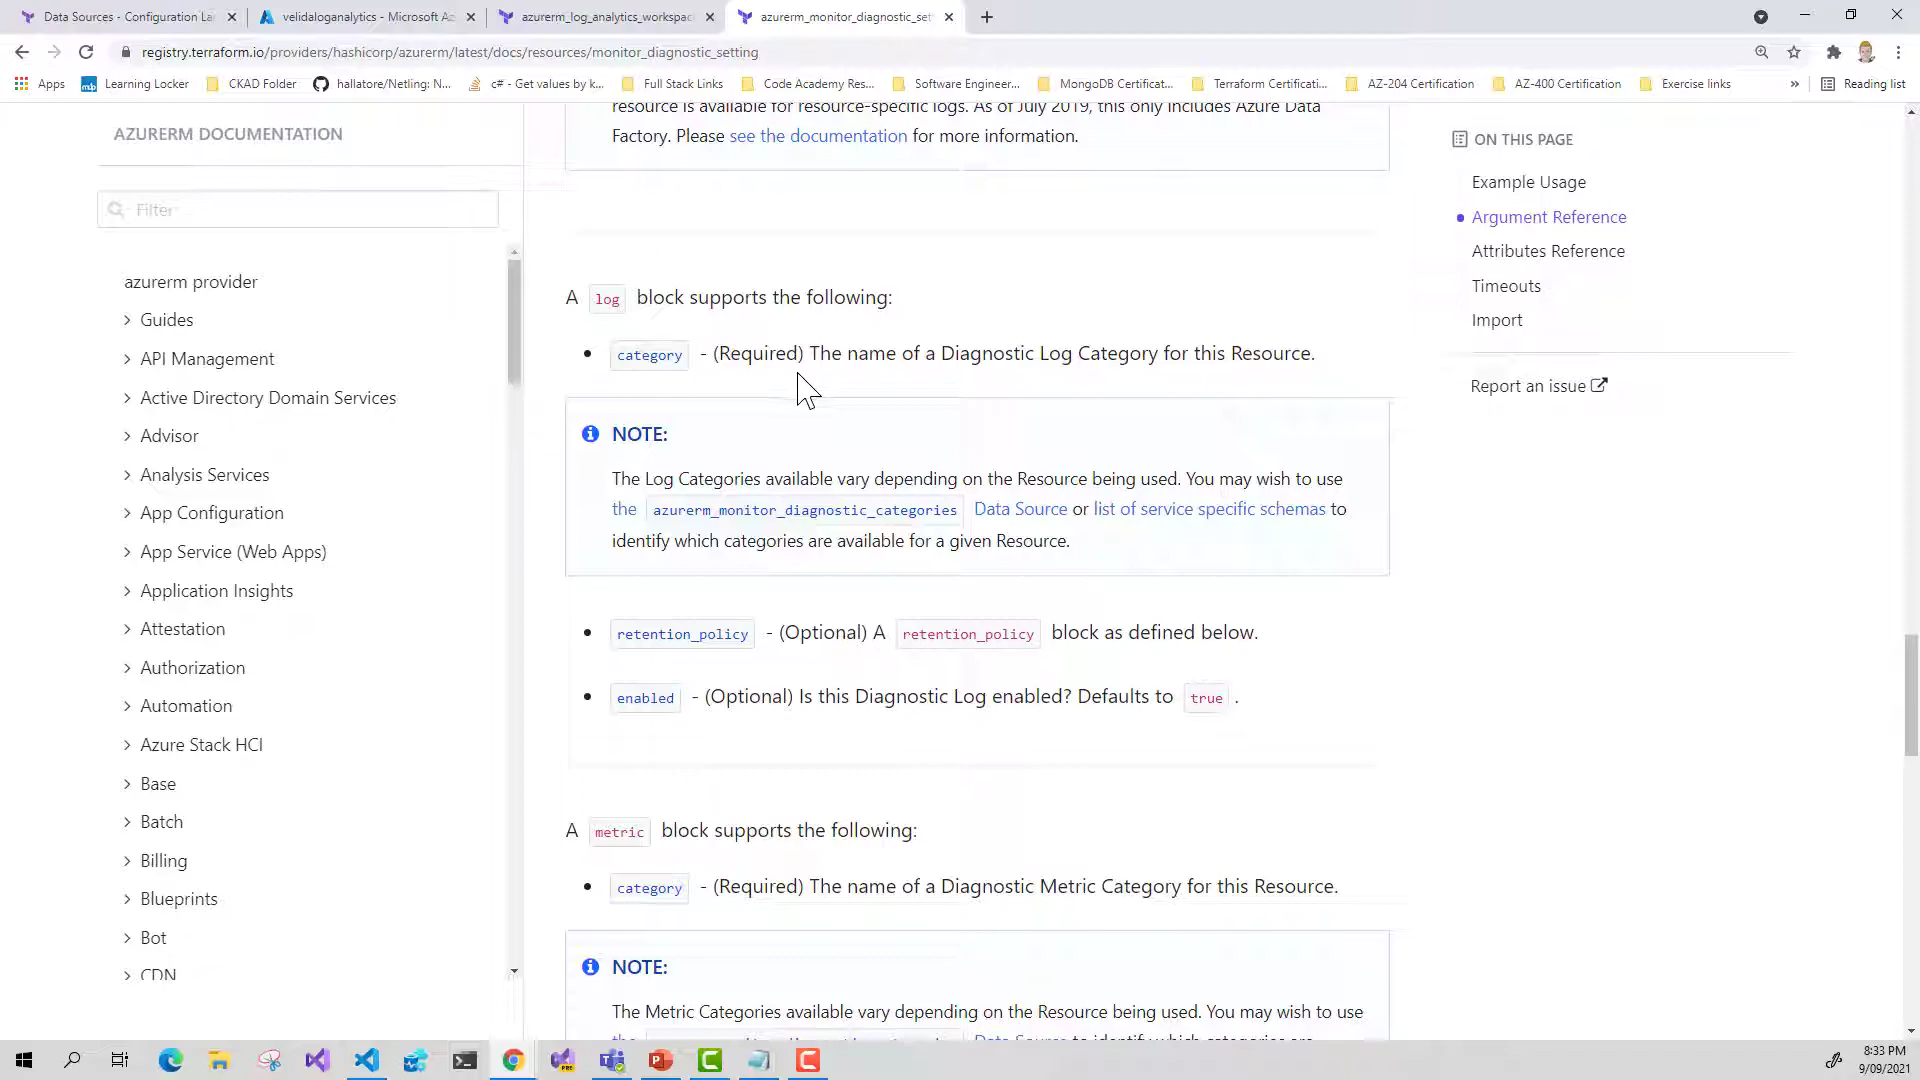 Data Sources - Configuration La
velidaloganalytics - Microsoft Az
azurerm_log_analytics_workspac
azurerm_monitor_diagnostic_set
registry.terraform.io/providers/hashicorp/azurerm/latest/docs/resources/monitor_diagnostic_setting
Apps
Learning Locker
CKAD Folder
hallatore/Netling: N...
c# - Get values by k...
Full Stack Links
Code Academy Res...
Software Engineer...
MongoDB Certificat...
Terraform Certificati...
AZ-204 Certification
AZ-400 Certification
Exercise links
»
Reading list
AZURERM DOCUMENTATION
Filter
azurerm provider
Guides
API Management
Active Directory Domain Services
Advisor
Analysis Services
App Configuration
App Service (Web Apps)
Application Insights
Attestation
Authorization
Automation
Azure Stack HCI
Base
Batch
Billing
Blueprints
Bot
CDN
resource is available for resource-specific logs. As of July 2019, this only includes Azure Data
Factory. Please see the documentation for more information.
A log block supports the following:
• category - (Required) The name of a Diagnostic Log Category for this Resource.
NOTE:
The Log Categories available vary depending on the Resource being used. You may wish to use
the azurerm_monitor_diagnostic_categories Data Source or list of service specific schemas to
identify which categories are available for a given Resource.
• retention_policy - (Optional) A retention_policy block as defined below.
• enabled - (Optional) Is this Diagnostic Log enabled? Defaults to true .
A metric block supports the following:
• category - (Required) The name of a Diagnostic Metric Category for this Resource.
NOTE:
The Metric Categories available vary depending on the Resource being used. You may wish to use
the Data Source to identify which categories are
ON THIS PAGE
Example Usage
Argument Reference
Attributes Reference
Timeouts
Import
Report an issue
8:33 PM
9/09/2021